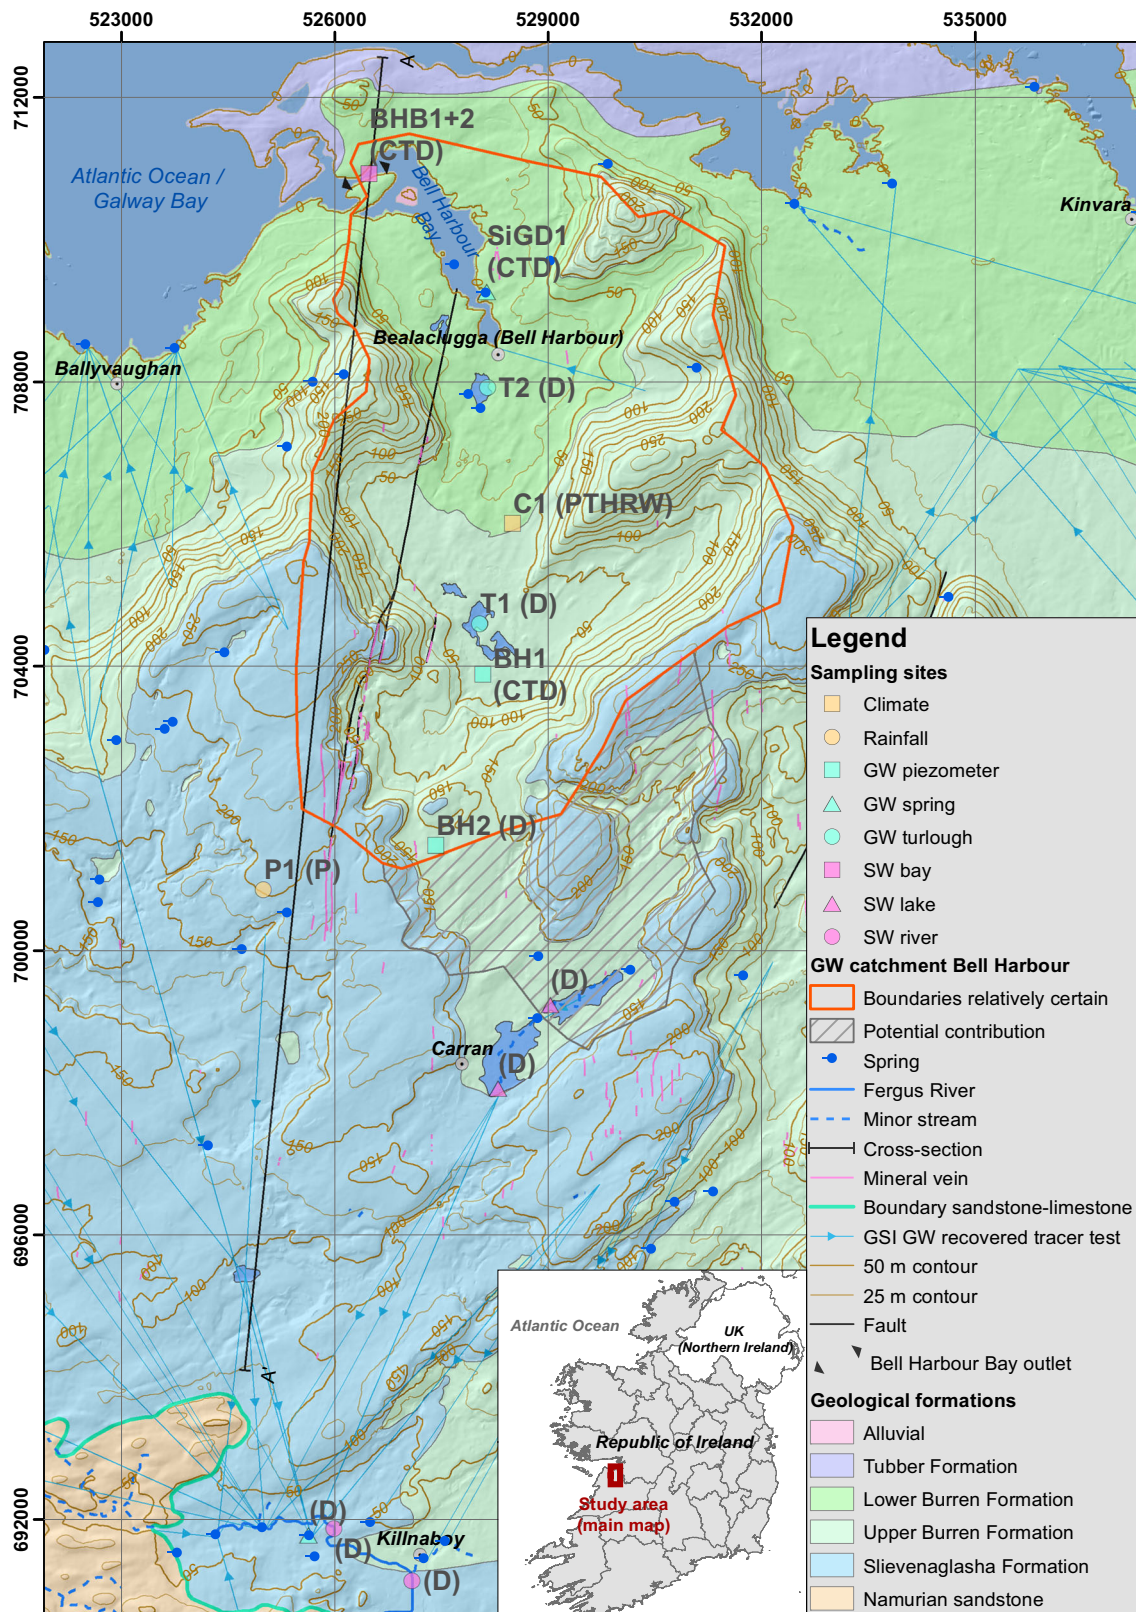 523000
526000
529000
532000
535000
712000
708000
704000
700000
696000
692000
A
BHB1+2
(CTD)
Atlantic Ocean /
Galway Bay
Bell Harbour
Bay
Kinvara
SiGD1
(CTD)
Bealaclugga (Bell Harbour)
Ballyvaughan
T2 (D)
C1 (PTHRW)
T1 (D)
BH1
(CTD)
BH2 (D)
P1 (P)
(D)
Carran
(D)
A'
(D)
(D)
Killnaboy
(D)
Legend
Sampling sites
Climate
Rainfall
GW piezometer
GW spring
GW turlough
SW bay
SW lake
SW river
GW catchment Bell Harbour
Boundaries relatively certain
Potential contribution
Spring
Fergus River
Minor stream
Cross-section
Mineral vein
Boundary sandstone-limestone
GSI GW recovered tracer test
50 m contour
25 m contour
Fault
Bell Harbour Bay outlet
Geological formations
Alluvial
Tubber Formation
Lower Burren Formation
Upper Burren Formation
Slievenaglasha Formation
Namurian sandstone
Atlantic Ocean
UK
(Northern Ireland)
Republic of Ireland
Study area
(main map)